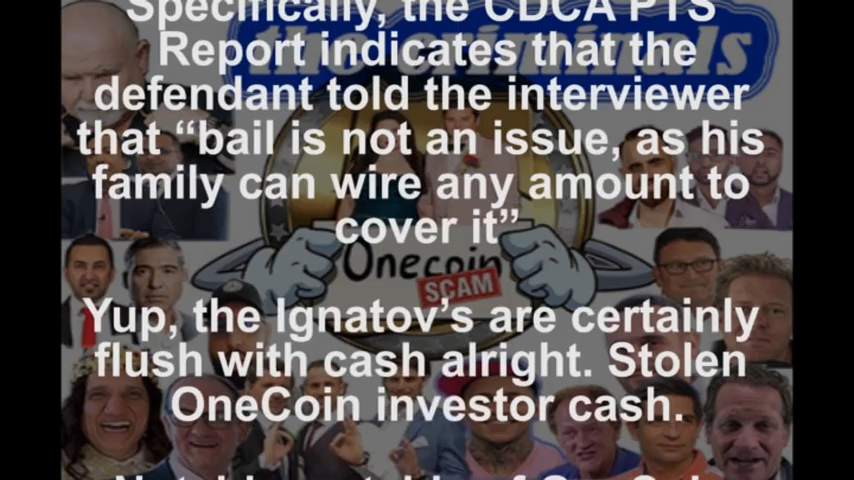 Specifically, the CDCA PTS
the criminals
Report indicates that the
defendant told the interviewer
that “bail is not an issue, as his
family can wire any amount to
cover it”
Onecoin
SCAM
Yup, the Ignatov’s are certainly
flush with cash alright. Stolen
OneCoin investor cash.